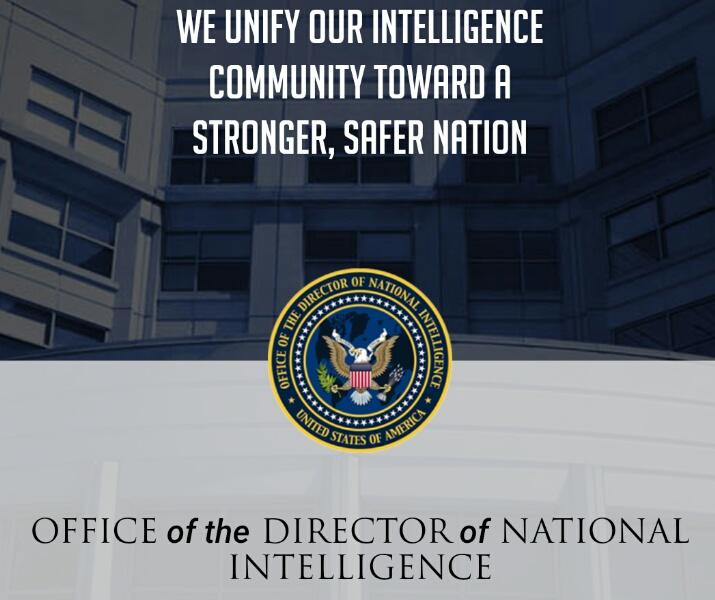 WE UNIFY OUR INTELLIGENCE
COMMUNITY TOWARD A
STRONGER, SAFER NATION
OFFICE OF THE DIRECTOR OF NATIONAL INTELLIGENCE
UNITED STATES OF AMERICA
OFFICE of the DIRECTOR of NATIONAL
INTELLIGENCE